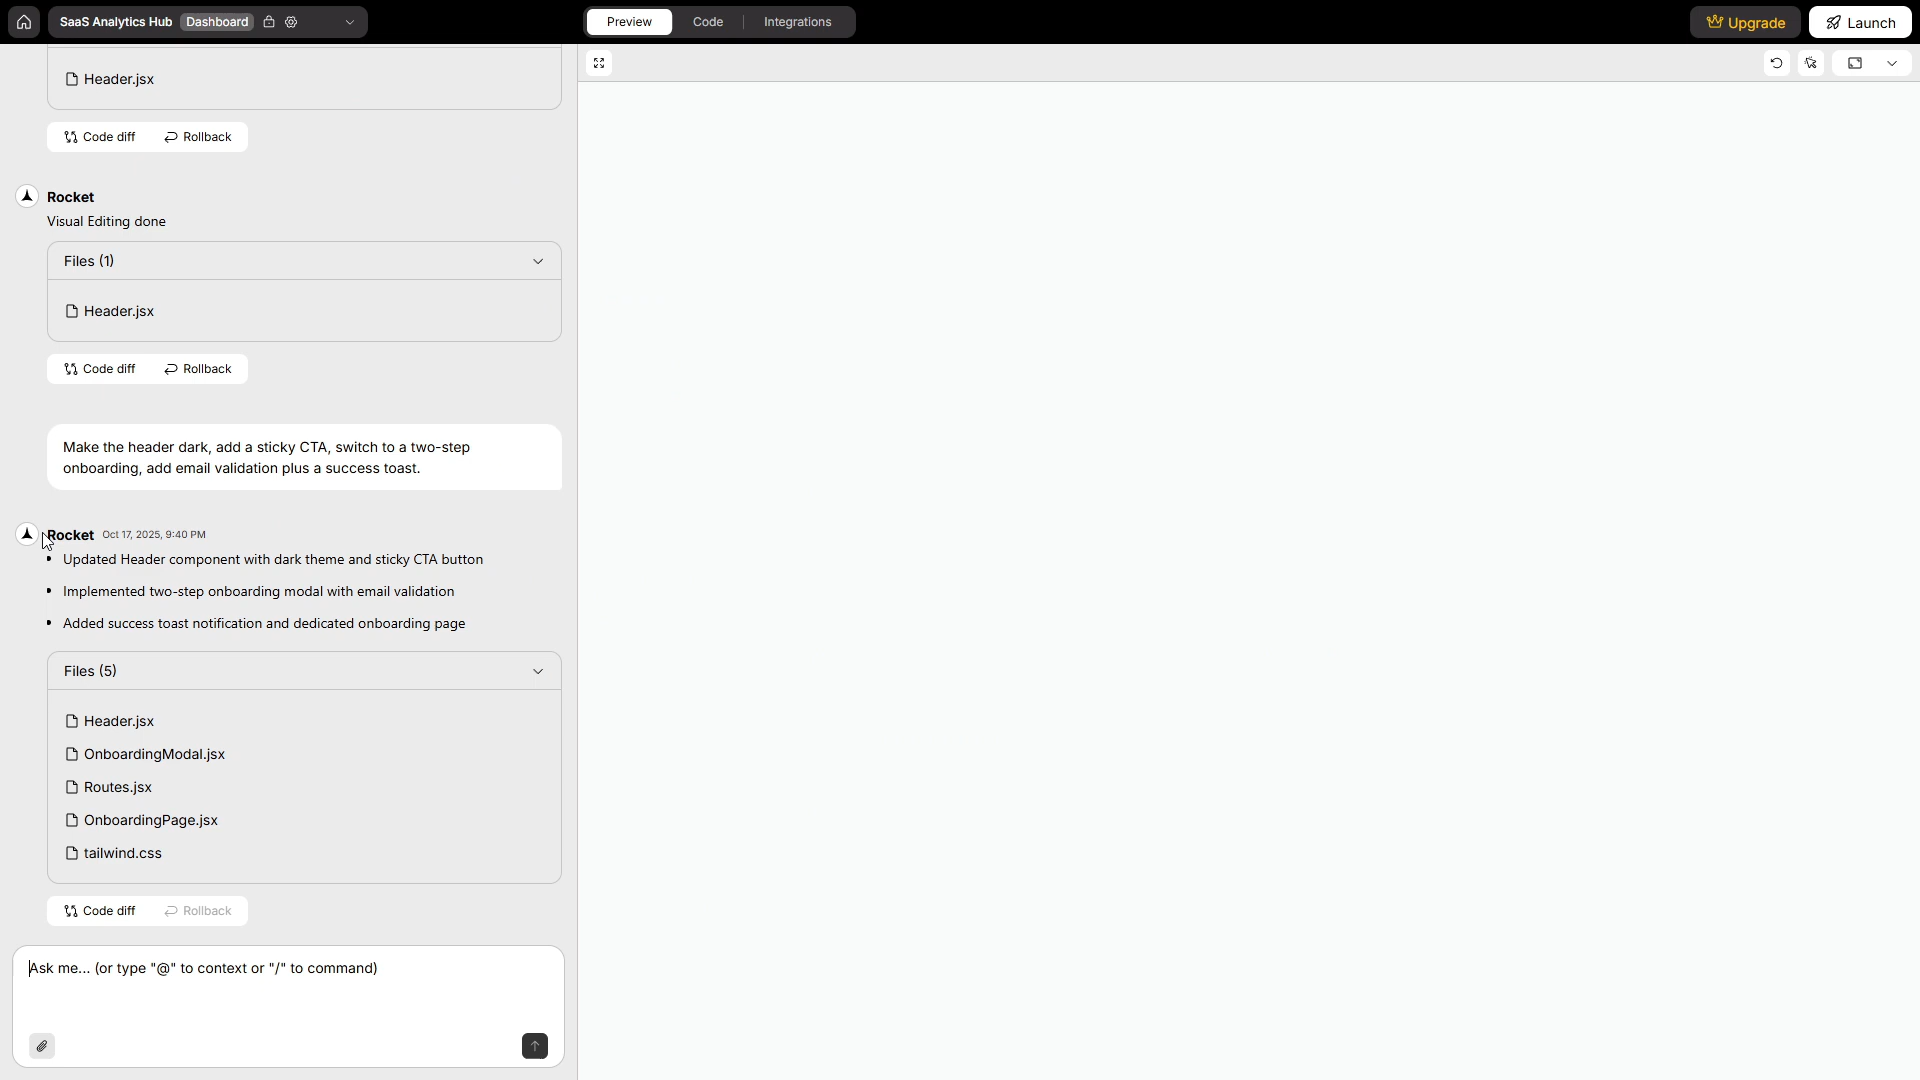 SaaS Analytics Hub Dashboard
Preview Code Integrations
Upgrade Launch
Header.jsx
Code diff Rollback
Rocket
Visual Editing done
Files (1)
Header.jsx
Code diff Rollback
Make the header dark, add a sticky CTA, switch to a two-step
onboarding, add email validation plus a success toast.
Rocket Oct 17, 2025, 9:40 PM
• Updated Header component with dark theme and sticky CTA button
• Implemented two-step onboarding modal with email validation
• Added success toast notification and dedicated onboarding page
Files (5)
Header.jsx
OnboardingModal.jsx
Routes.jsx
OnboardingPage.jsx
tailwind.css
Code diff Rollback
Ask me... (or type "@" to context or "/" to command)